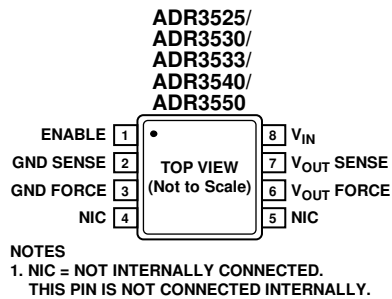 ADR3525/
ADR3530/
ADR3533/
ADR3540/
ADR3550
ENABLE 1
GND SENSE 2
GND FORCE 3
NIC 4
TOP VIEW
(Not to Scale)
8 VIN
7 VOUT SENSE
6 VOUT FORCE
5 NIC
NOTES
1. NIC = NOT INTERNALLY CONNECTED.
THIS PIN IS NOT CONNECTED INTERNALLY.